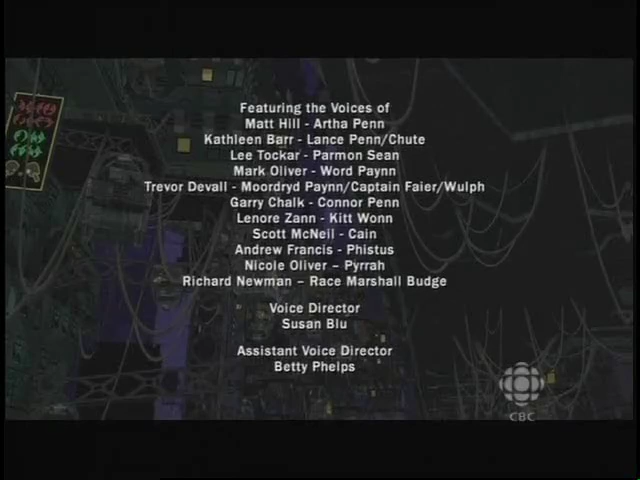 Featuring the Voices of
Matt Hill - Artha Penn
Kathleen Barr - Lance Penn/Chute
Lee Tockar - Parmon Sean
Mark Oliver - Word Paynn
Trevor Devall - Moordryd Paynn/Captain Faier/Wulph
Garry Chalk - Connor Penn
Lenore Zann - Kitt Wonn
Scott McNeil - Cain
Andrew Francis - Phistus
Nicole Oliver – Pyrrah
Richard Newman – Race Marshall Budge
Voice Director
Susan Blu
Assistant Voice Director
Betty Phelps
CBC